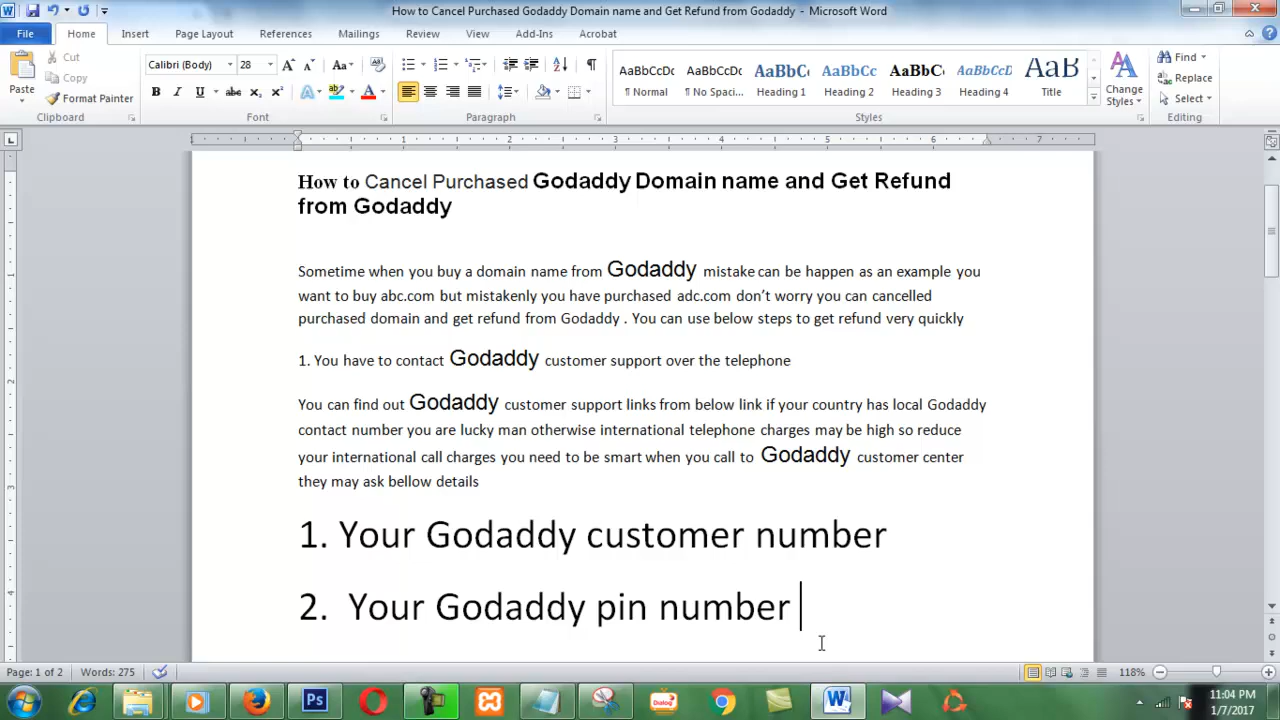 How to Cancel Purchased Godaddy Domain name and Get Refund from Godaddy - Microsoft Word
File Home Insert Page Layout References Mailings Review View Add-Ins Acrobat
Paste
Cut
Copy
Format Painter
Clipboard
Calibri (Body) 28
Font
Paragraph
AaBbCcDc AaBbCcDc AaBbCc AaBbCc AaBbC AaBbCcDc AaB
¶ Normal ¶ No Spaci... Heading 1 Heading 2 Heading 3 Heading 4 Title
Styles
Change
Styles
Find
Replace
Select
Editing
1 2 3 4 5 6 7
How to Cancel Purchased Godaddy Domain name and Get Refund
from Godaddy
Sometime when you buy a domain name from Godaddy mistake can be happen as an example you
want to buy abc.com but mistakenly you have purchased adc.com don’t worry you can cancelled
purchased domain and get refund from Godaddy . You can use below steps to get refund very quickly
1. You have to contact Godaddy customer support over the telephone
You can find out Godaddy customer support links from below link if your country has local Godaddy
contact number you are lucky man otherwise international telephone charges may be high so reduce
your international call charges you need to be smart when you call to Godaddy customer center
they may ask bellow details
1. Your Godaddy customer number
2. Your Godaddy pin number
Page: 1 of 2 Words: 275 118%
Ps Dialog W
11:04 PM
1/7/2017